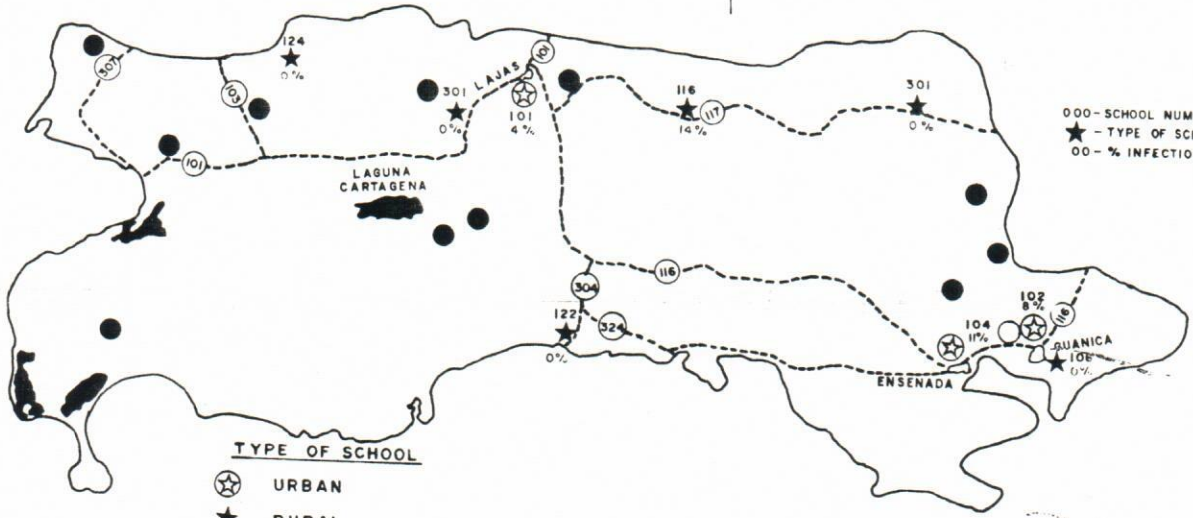 124
0%
307
103
101
LAJAS
301
0%
101
4%
116
14%
117
301
0%
000 - SCHOOL NUM
- TYPE OF SC
00 - % INFECTIO
101
LAGUNA
CARTAGENA
116
304
324
122
0%
102
8%
104
11%
116
GUANICA
0%
ENSENADA
TYPE OF SCHOOL
URBAN